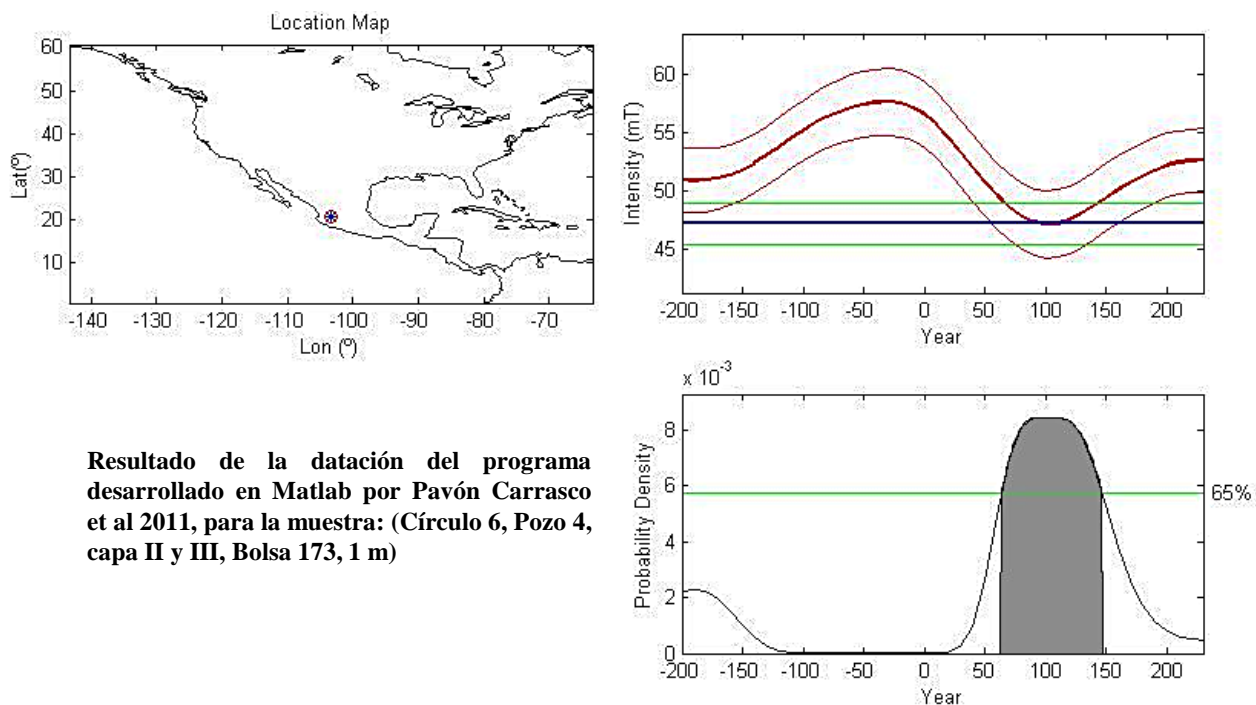 Location Map
60
50
40
30
20
10
Lat(º)
-140 -130 -120 -110 -100 -90 -80 -70
Lon (º)
60
55
50
45
Intensity (mT)
-200 -150 -100 -50 0 50 100 150 200
Year
x 10-3
8
6
4
2
0
Probability Density
65%
-200 -150 -100 -50 0 50 100 150 200
Year
Resultado de la datación del programa
desarrollado en Matlab por Pavón Carrasco
et al 2011, para la muestra: (Círculo 6, Pozo 4,
capa II y III, Bolsa 173, 1 m)